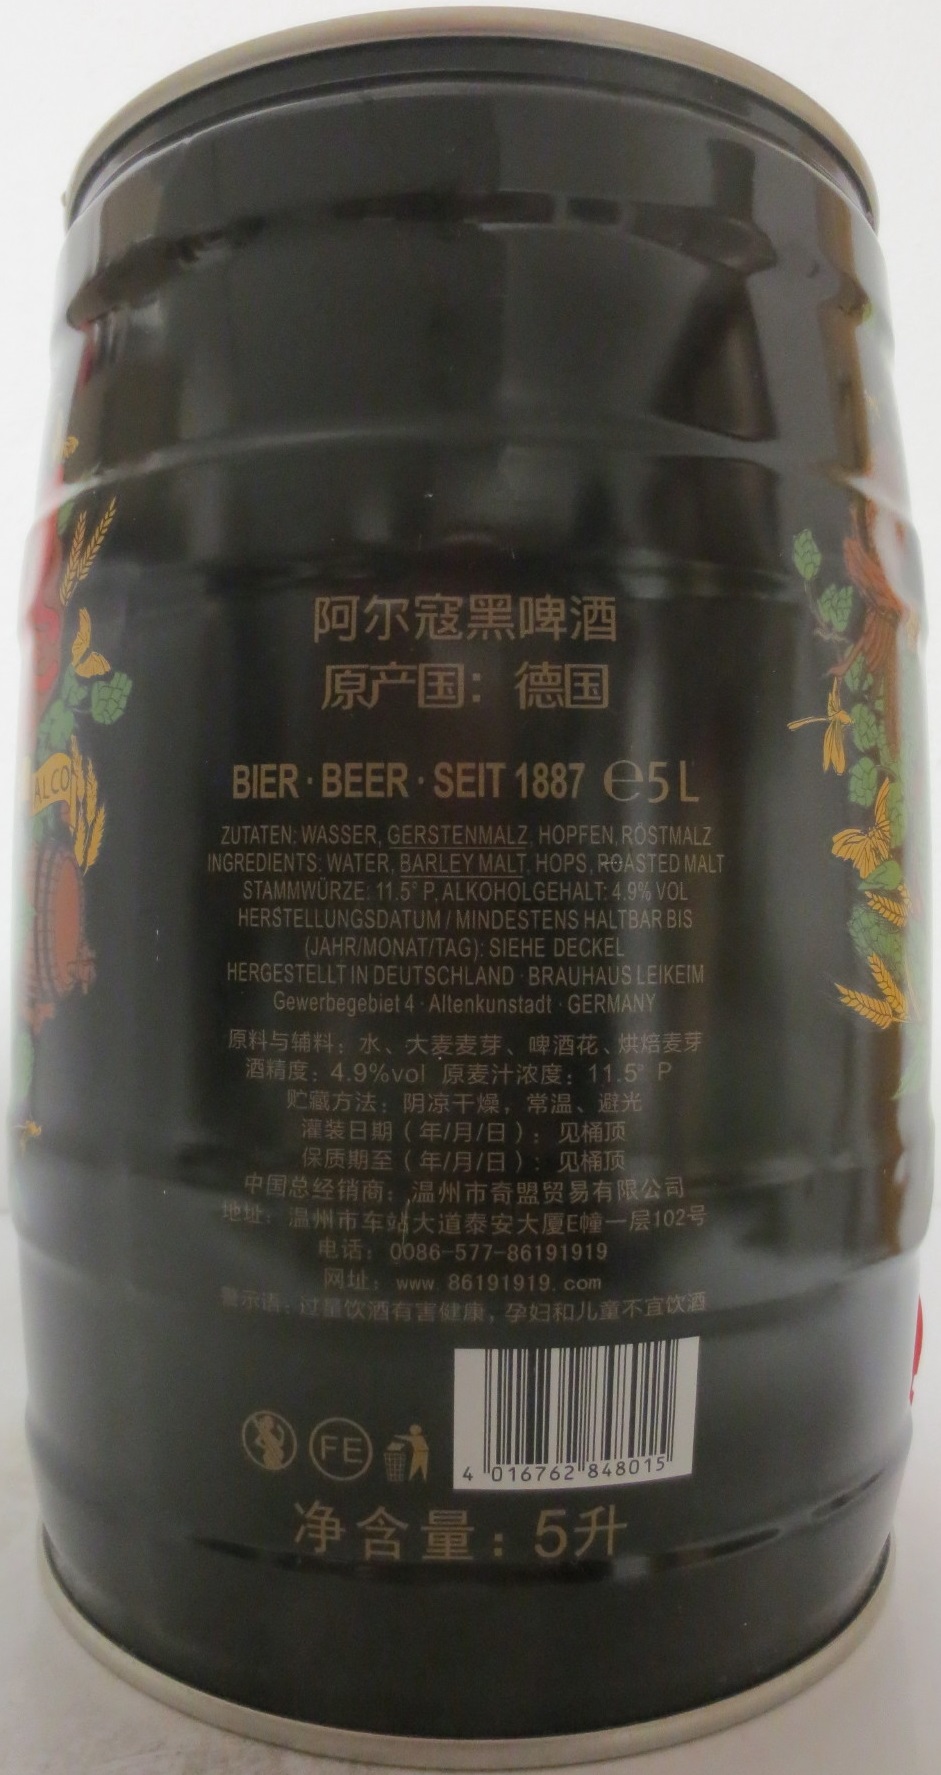 阿尔寇黑啤酒
原产国：德国
BIER · BEER · SEIT 1887 ℮5 L
ALCO
ZUTATEN: WASSER, GERSTENMALZ, HOPFEN, RÖSTMALZ
INGREDIENTS: WATER, BARLEY MALT, HOPS, ROASTED MALT
STAMMWÜRZE: 11.5° P, ALKOHOLGEHALT: 4.9% VOL
HERSTELLUNGSDATUM / MINDESTENS HALTBAR BIS
(JAHR/MONAT/TAG): SIEHE DECKEL
HERGESTELLT IN DEUTSCHLAND · BRAUHAUS LEIKEIM
Gewerbegebiet 4 · Altenkunstadt · GERMANY
原料与辅料：水、大麦麦芽、啤酒花、烘焙麦芽
酒精度：4.9%vol 原麦汁浓度：11.5° P
贮藏方法：阴凉干燥，常温、避光
灌装日期（年/月/日）：见桶顶
保质期至（年/月/日）：见桶顶
中国总经销商：温州市奇盟贸易有限公司
地址：温州市车站大道泰安大厦E幢一层102号
电话：0086-577-86191919
网址：www.86191919.com
警示语：过量饮酒有害健康，孕妇和儿童不宜饮酒
FE
4 016762 848015
净含量：5升